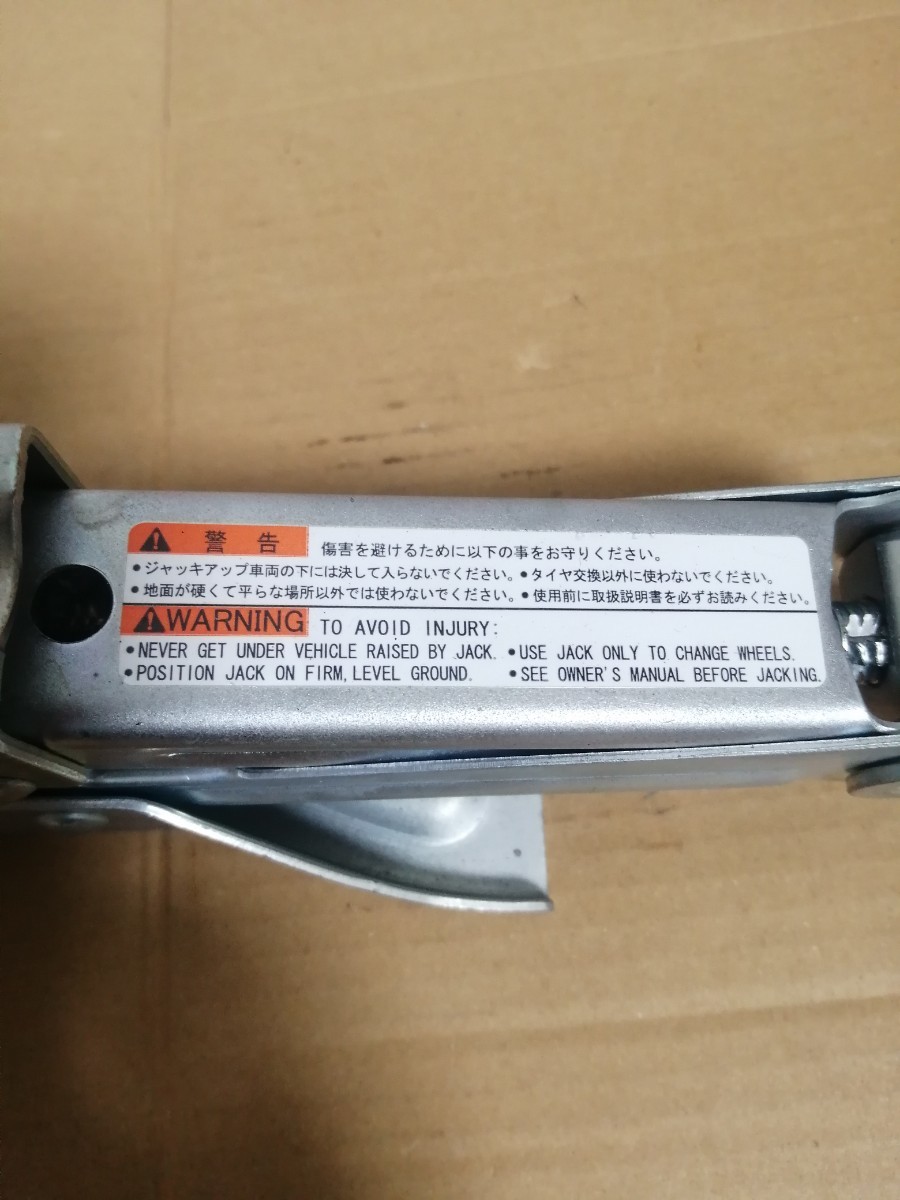 警告 傷害を避けるために以下の事をお守りください。
•ジャッキアップ車両の下には決して入らないでください。•タイヤ交換以外に使わないでください。
•地面が硬くて平らな場所以外では使わないでください。•使用前に取扱説明書を必ずお読みください。
WARNING TO AVOID INJURY:
•NEVER GET UNDER VEHICLE RAISED BY JACK. •USE JACK ONLY TO CHANGE WHEELS.
•POSITION JACK ON FIRM, LEVEL GROUND. •SEE OWNER'S MANUAL BEFORE JACKING.